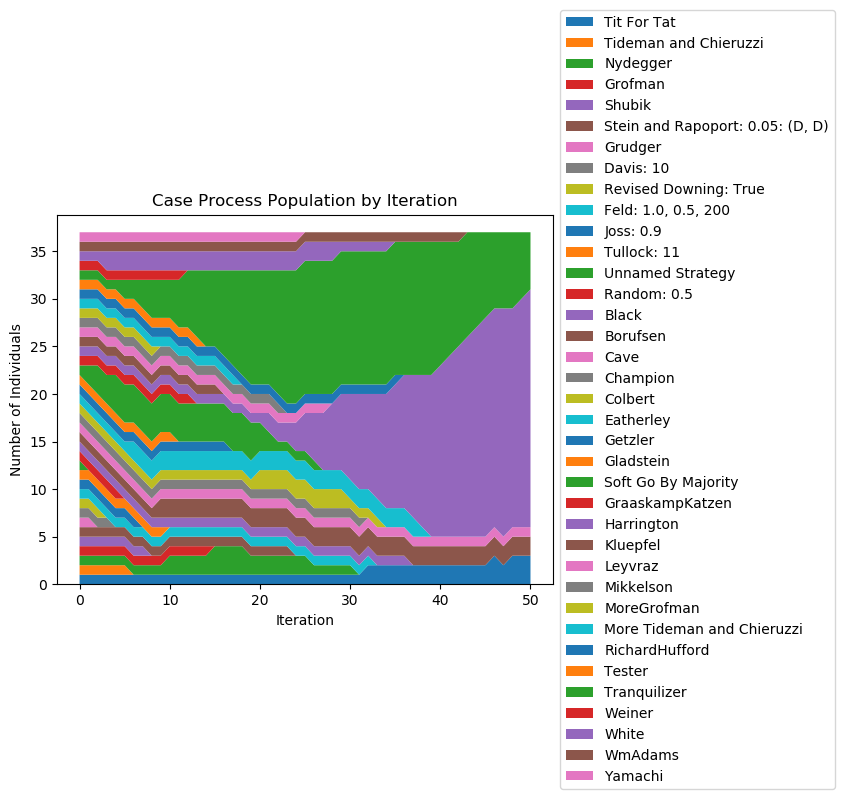 Case Process Population by Iteration
Number of Individuals
35
30
25
20
15
10
5
0
0 10 20 30 40 50
Iteration
Tit For Tat
Tideman and Chieruzzi
Nydegger
Grofman
Shubik
Stein and Rapoport: 0.05: (D, D)
Grudger
Davis: 10
Revised Downing: True
Feld: 1.0, 0.5, 200
Joss: 0.9
Tullock: 11
Unnamed Strategy
Random: 0.5
Black
Borufsen
Cave
Champion
Colbert
Eatherley
Getzler
Gladstein
Soft Go By Majority
GraaskampKatzen
Harrington
Kluepfel
Leyvraz
Mikkelson
MoreGrofman
More Tideman and Chieruzzi
RichardHufford
Tester
Tranquilizer
Weiner
White
WmAdams
Yamachi